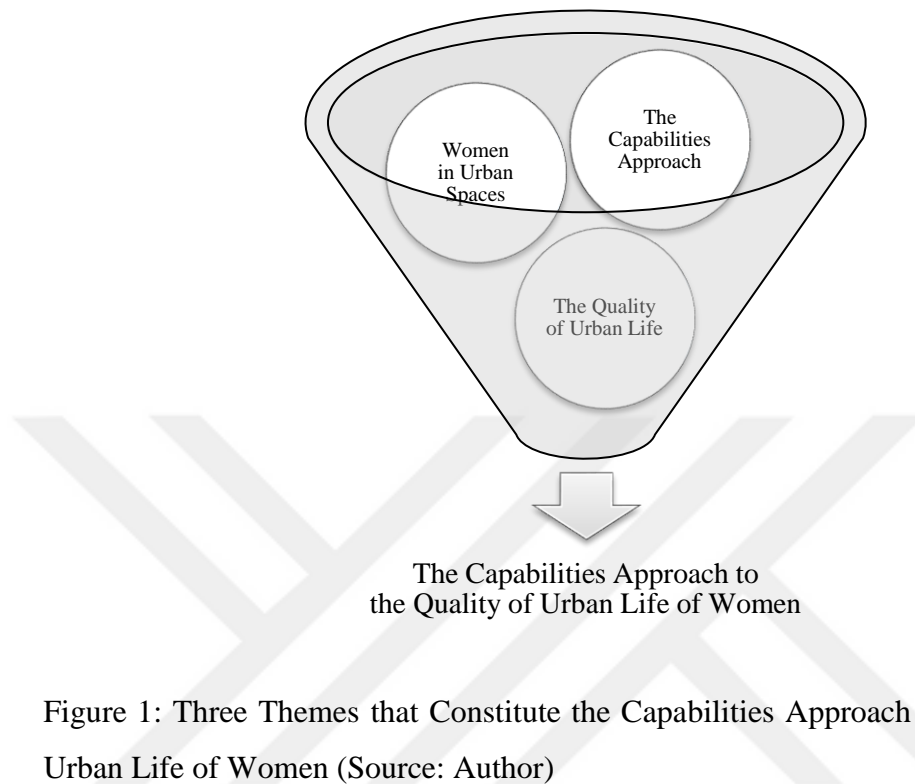 The
Capabilities
Approach
Women
in Urban
Spaces
The Quality
of Urban Life
The Capabilities Approach to
the Quality of Urban Life of Women
Figure 1: Three Themes that Constitute the Capabilities Approach
Urban Life of Women (Source: Author)